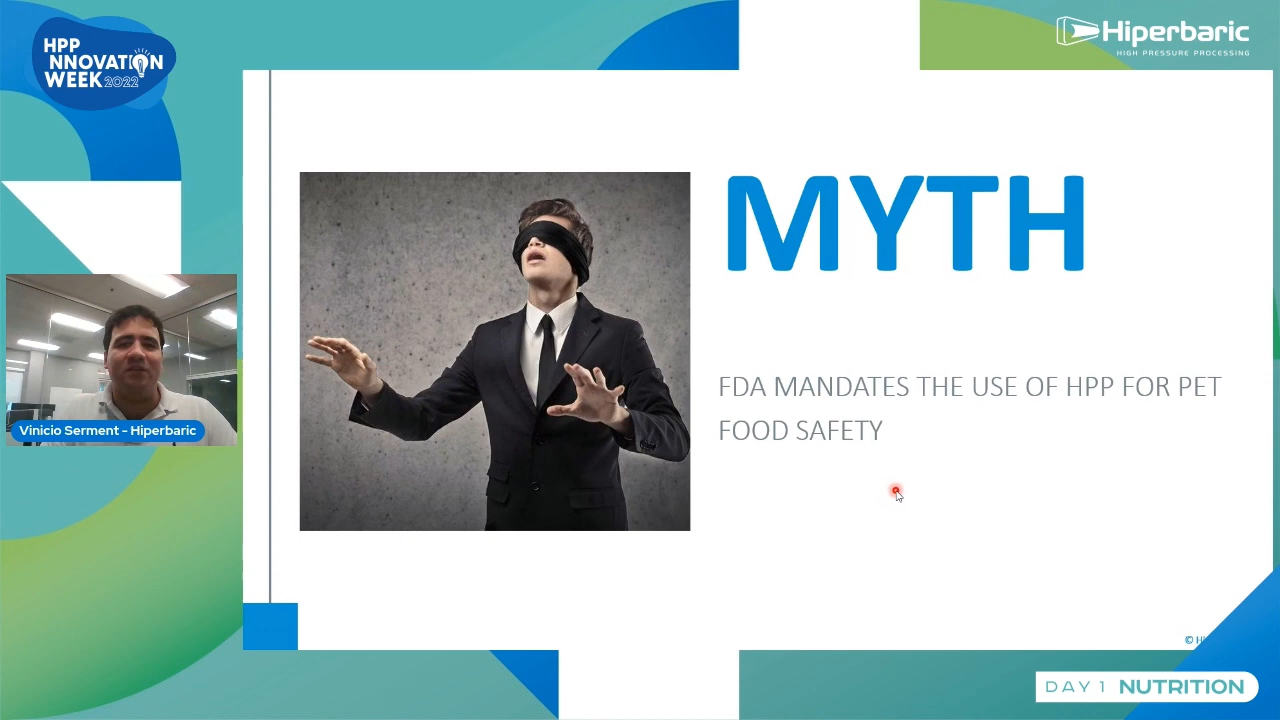 HPP
NNOVATION
WEEK 2022
Hiperbaric
HIGH PRESSURE PROCESSING
MYTH
FDA MANDATES THE USE OF HPP FOR PET
FOOD SAFETY
Vinicio Serment - Hiperbaric
©
DAY 1 NUTRITION